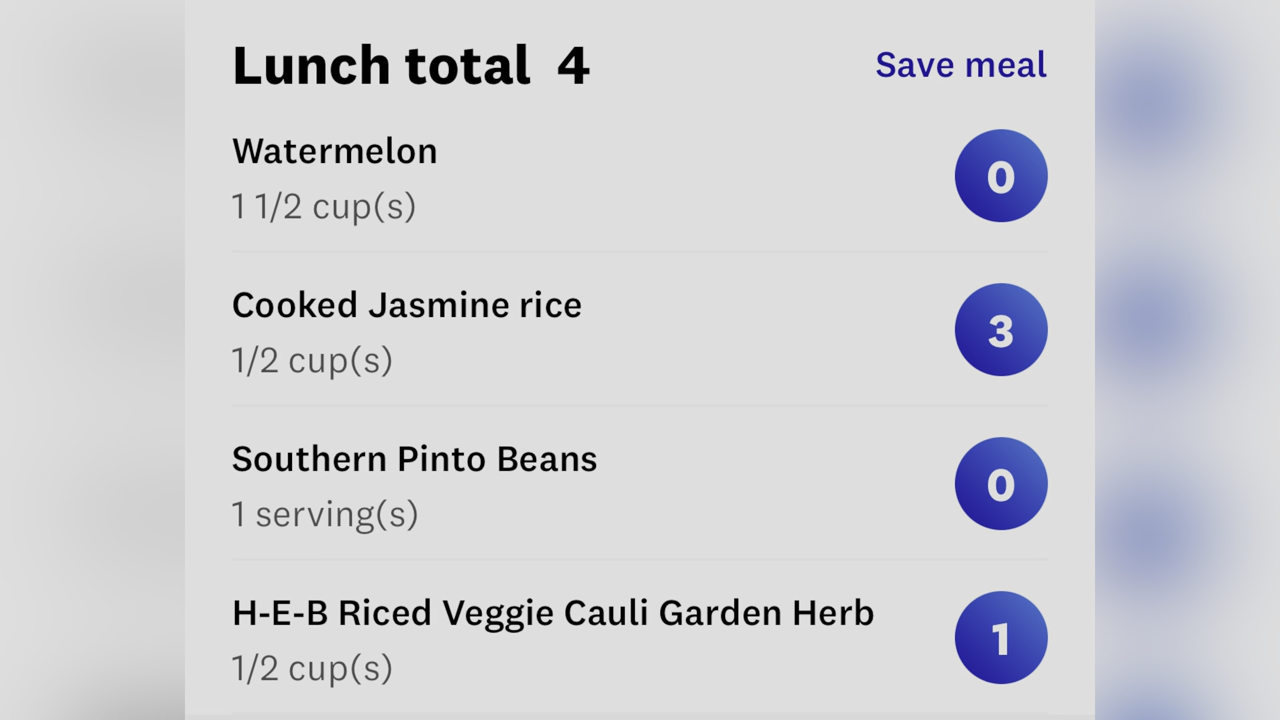 Lunch total 4 Save meal
Watermelon
1 1/2 cup(s)
0
Cooked Jasmine rice
1/2 cup(s)
3
Southern Pinto Beans
1 serving(s)
0
H-E-B Riced Veggie Cauli Garden Herb
1/2 cup(s)
1